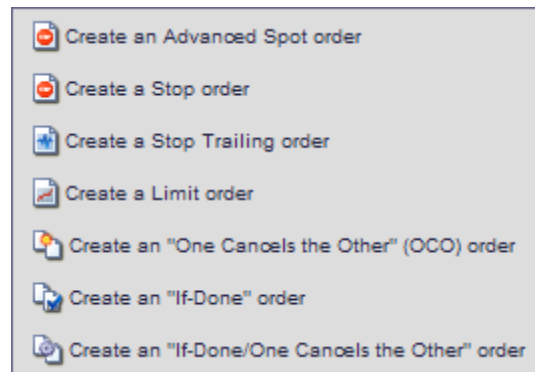 Create an Advanced Spot order
Create a Stop order
Create a Stop Trailing order
Create a Limit order
Create an "One Cancels the Other" (OCO) order
Create an "If-Done" order
Create an "If-Done/One Cancels the Other" order